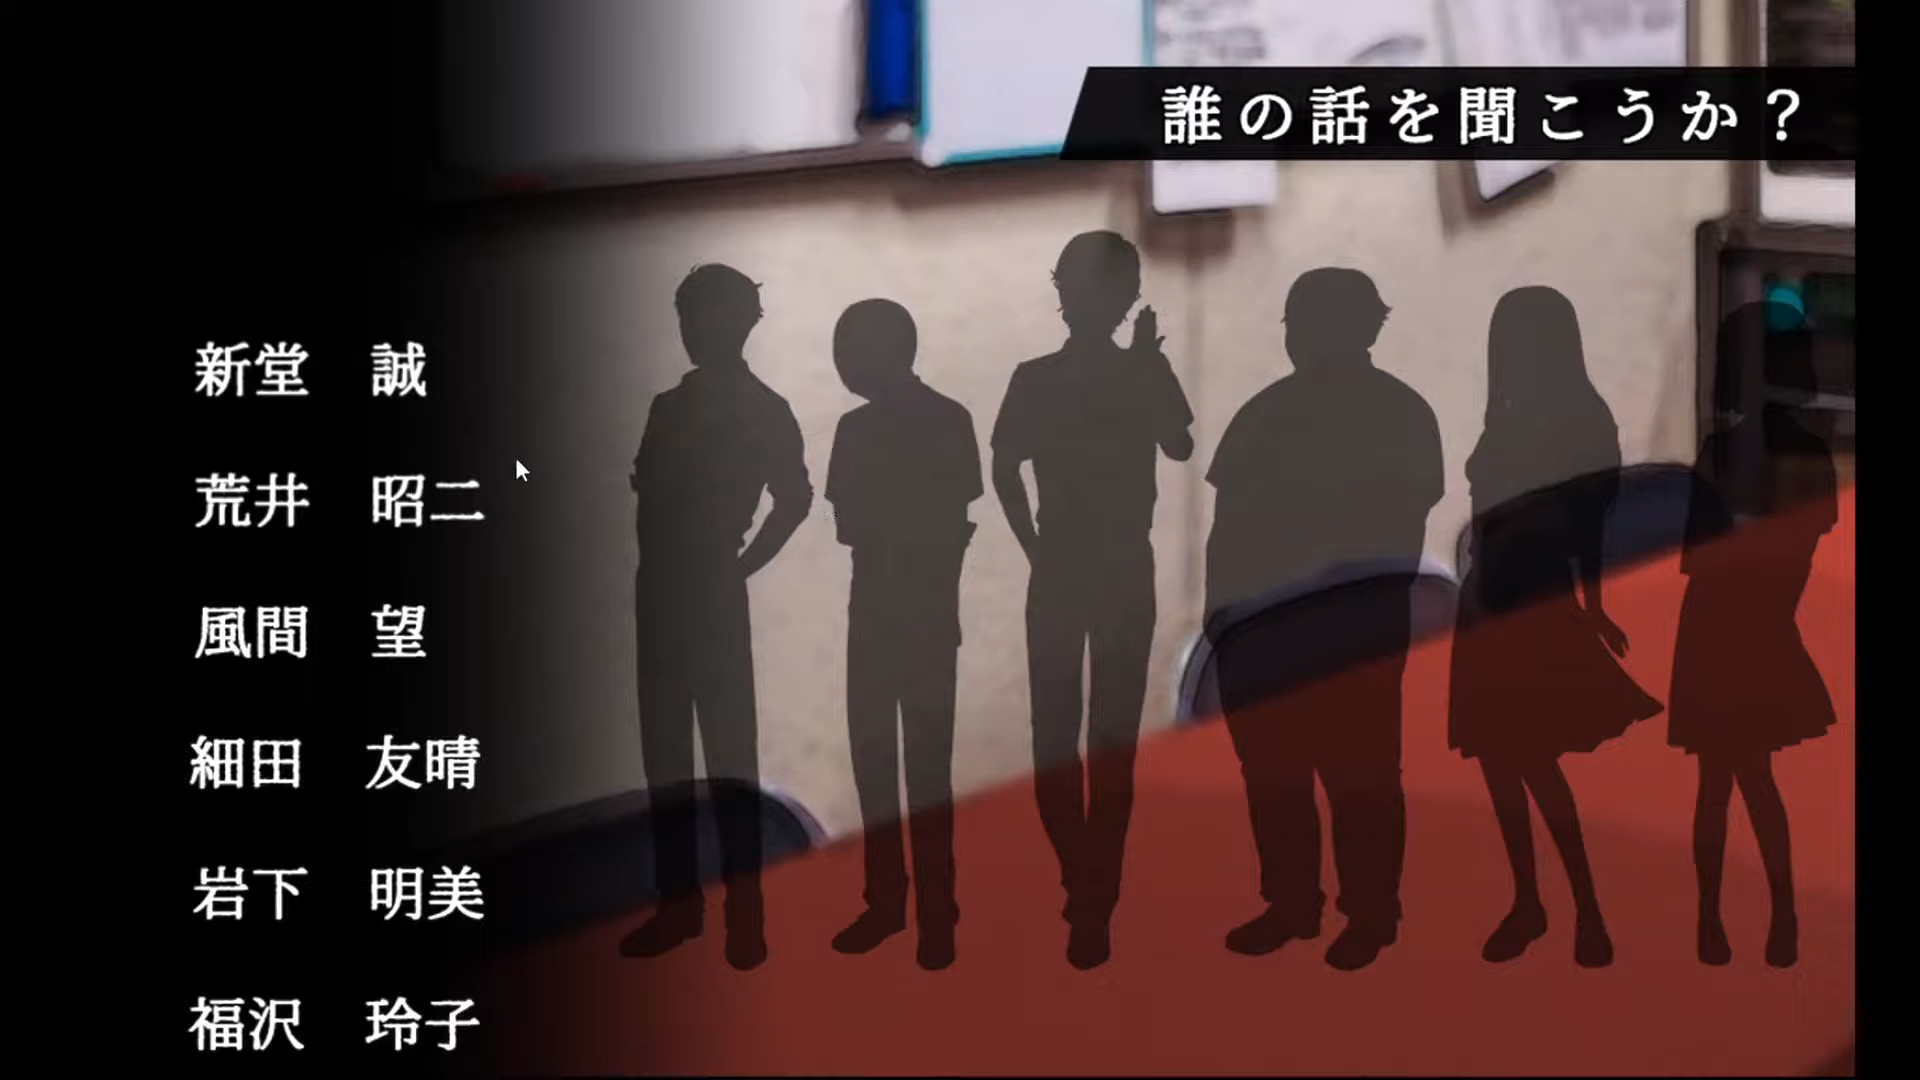 誰の話を聞こうか？
新堂　誠
荒井　昭二
風間　望
細田　友晴
岩下　明美
福沢　玲子